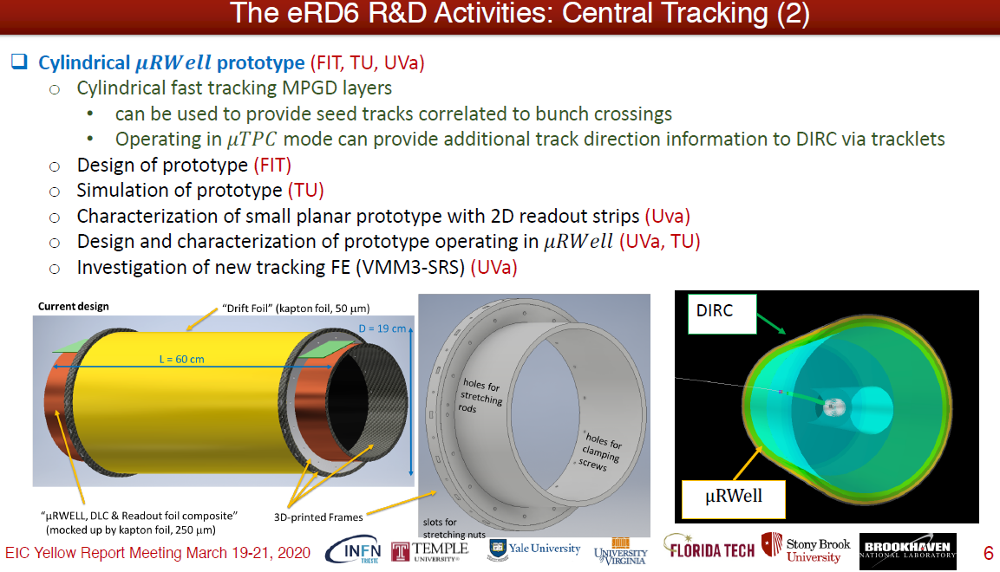 The eRD6 R&D Activities: Central Tracking (2)
Cylindrical μRWell prototype (FIT, TU, UVa)
Cylindrical fast tracking MPGD layers
can be used to provide seed tracks correlated to bunch crossings
Operating in μTPC mode can provide additional track direction information to DIRC via tracklets
Design of prototype (FIT)
Simulation of prototype (TU)
Characterization of small planar prototype with 2D readout strips (Uva)
Design and characterization of prototype operating in μRWell (UVa, TU)
Investigation of new tracking FE (VMM3-SRS) (UVa)
Current design
"Drift Foil" (kapton foil, 50 μm)
D = 19 cm
L = 60 cm
"μRWELL, DLC & Readout foil composite"
(mocked up by kapton foil, 250 μm)
3D-printed Frames
holes for
stretching
rods
holes for
clamping
screws
slots for
stretching nuts
DIRC
μRWell
EIC Yellow Report Meeting March 19-21, 2020
INFN
TRIESTE
TEMPLE
UNIVERSITY®
Yale University
UNIVERSITY
of VIRGINIA
FLORIDA TECH
Stony Brook
University
BROOKHAVEN
NATIONAL LABORATORY
6